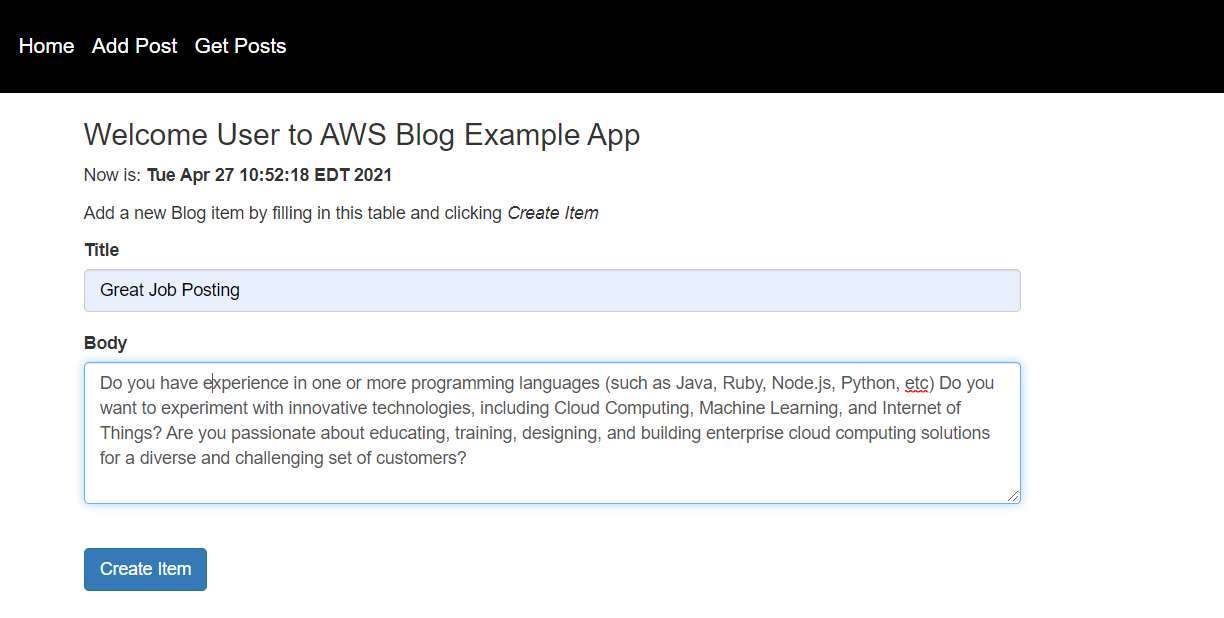 Home Add Post Get Posts
Welcome User to AWS Blog Example App
Now is: Tue Apr 27 10:52:18 EDT 2021
Add a new Blog item by filling in this table and clicking Create Item
Title
Great Job Posting
Body
Do you have experience in one or more programming languages (such as Java, Ruby, Node.js, Python, etc) Do you
want to experiment with innovative technologies, including Cloud Computing, Machine Learning, and Internet of
Things? Are you passionate about educating, training, designing, and building enterprise cloud computing solutions
for a diverse and challenging set of customers?
Create Item